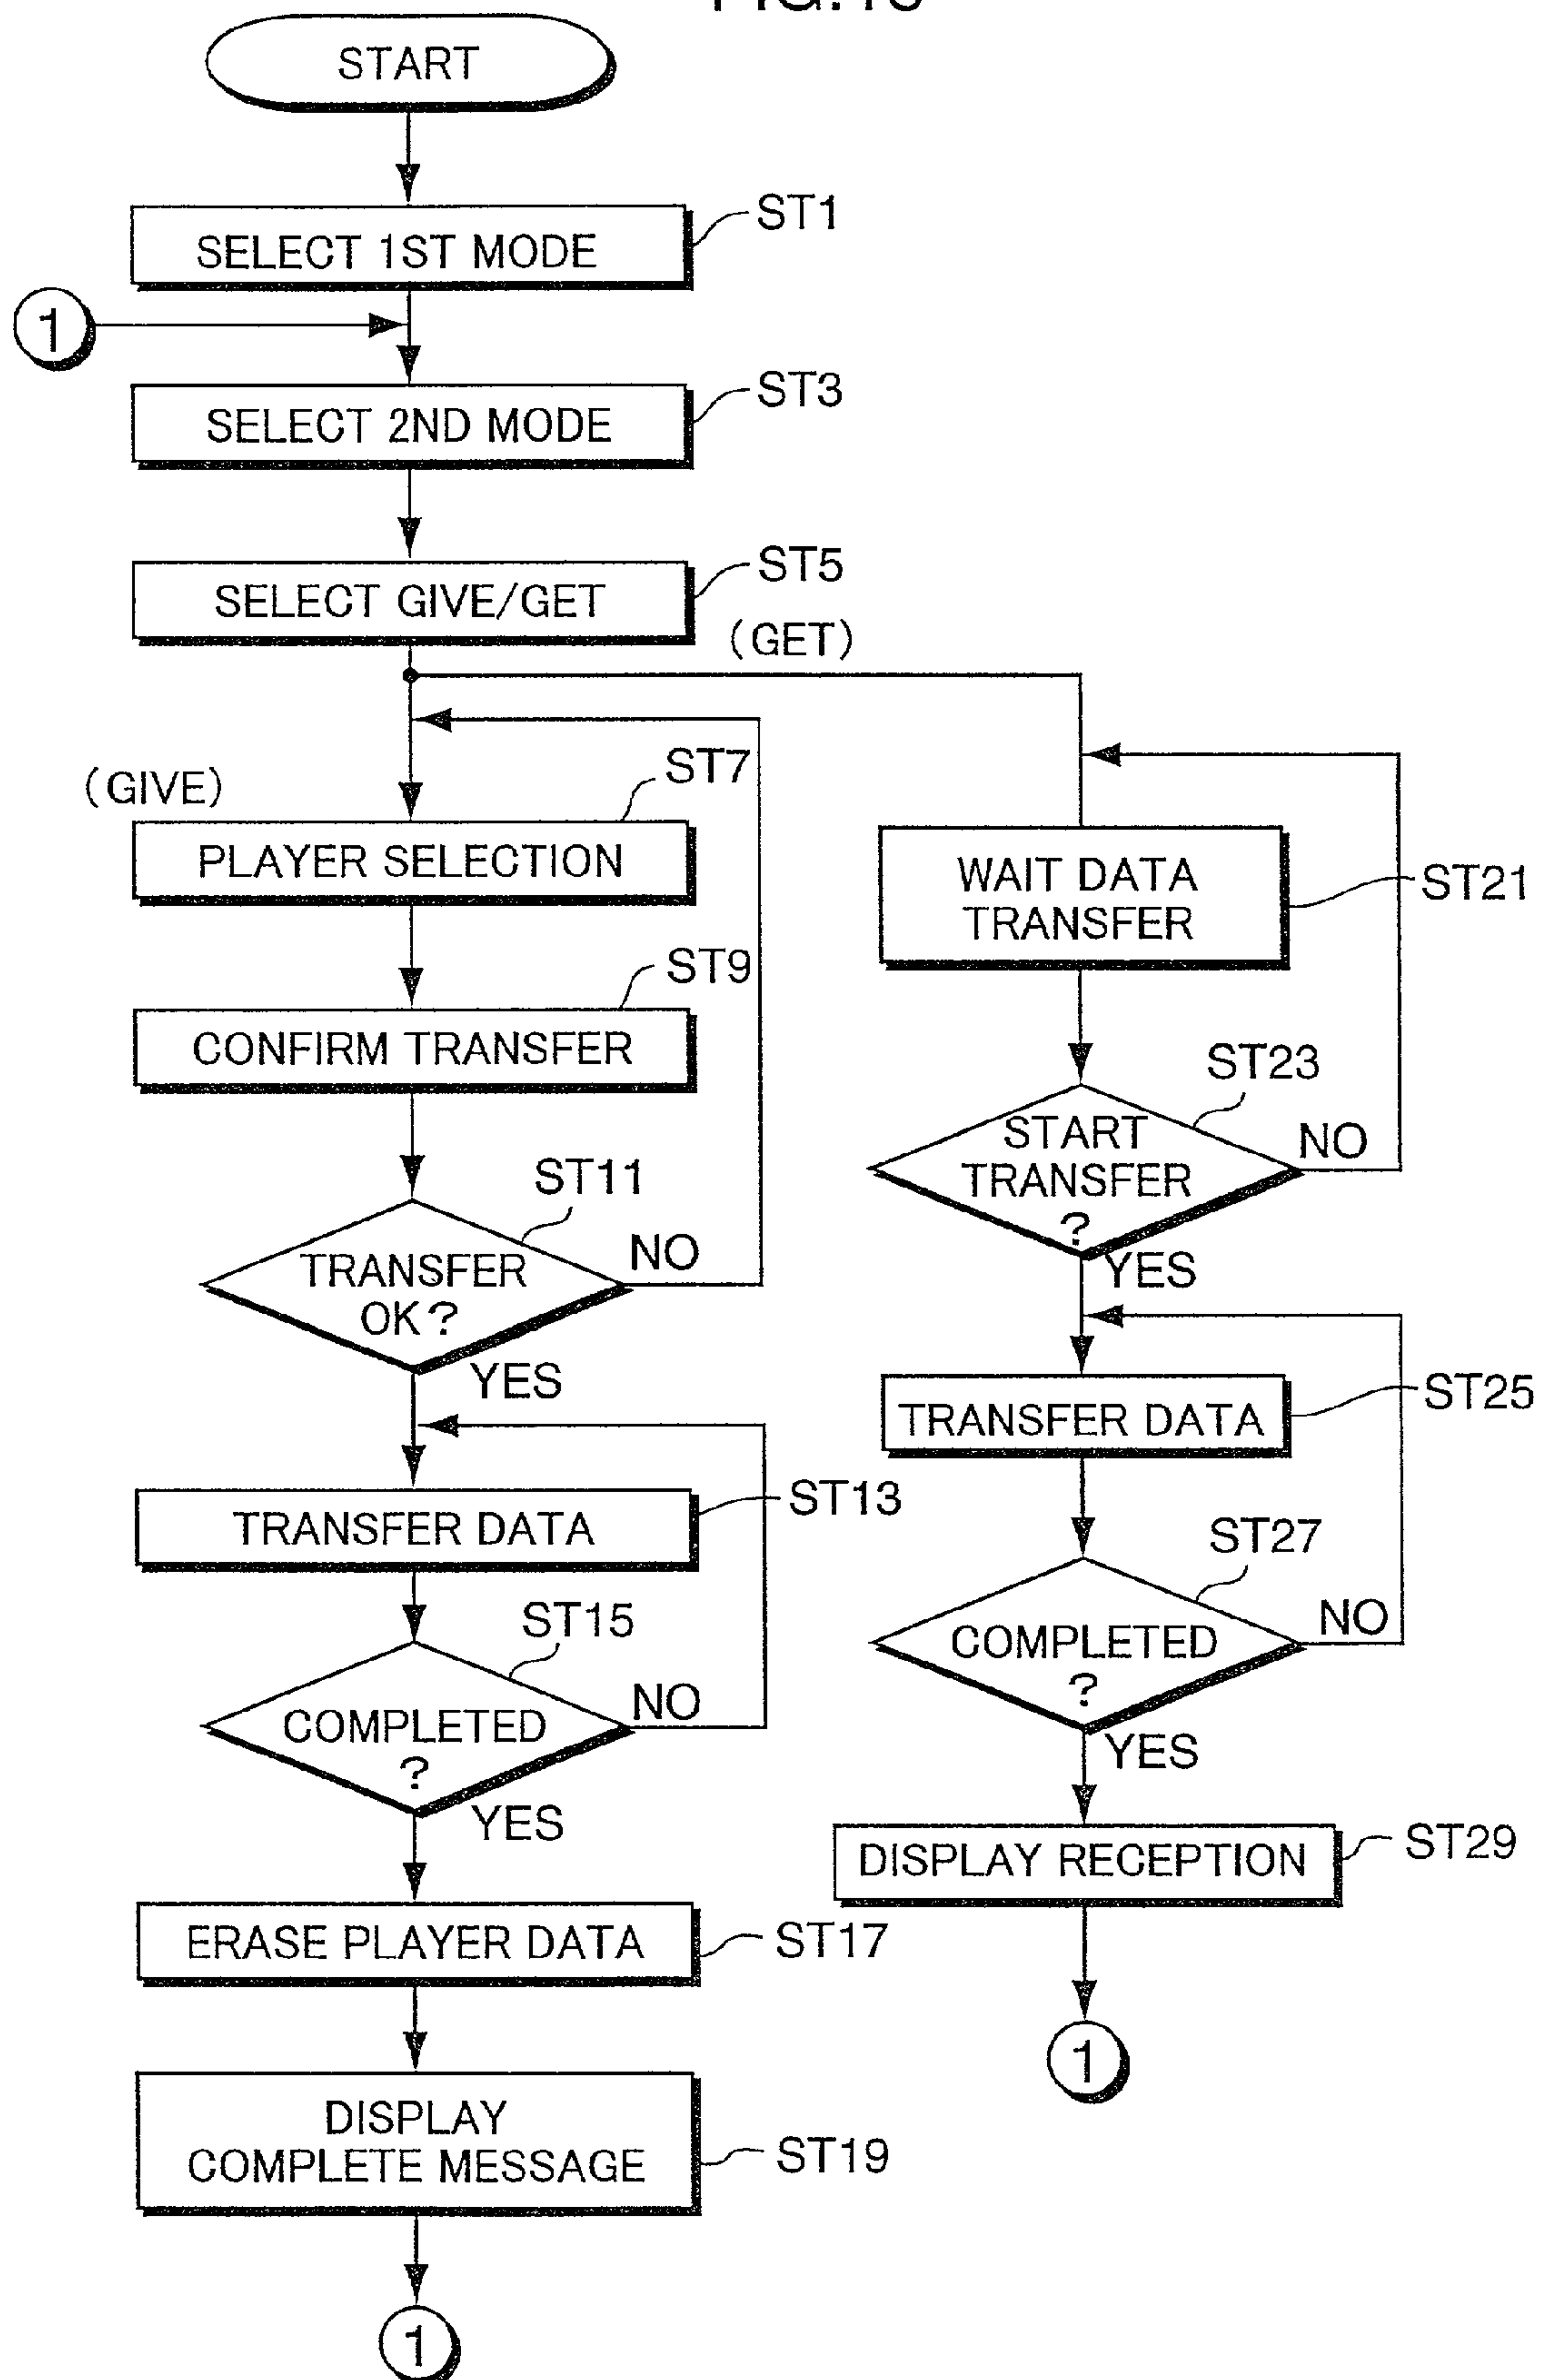 START
SELECT 1ST MODE
ST1
1
SELECT 2ND MODE
ST3
SELECT GIVE/GET
ST5
(GET)
(GIVE)
PLAYER SELECTION
ST7
CONFIRM TRANSFER
ST9
TRANSFER
OK?
ST11
NO
YES
TRANSFER DATA
ST13
COMPLETED
?
ST15
NO
YES
ERASE PLAYER DATA
ST17
DISPLAY
COMPLETE MESSAGE
ST19
1
WAIT DATA
TRANSFER
ST21
START
TRANSFER
?
ST23
NO
YES
TRANSFER DATA
ST25
COMPLETED
?
ST27
NO
YES
DISPLAY RECEPTION
ST29
1